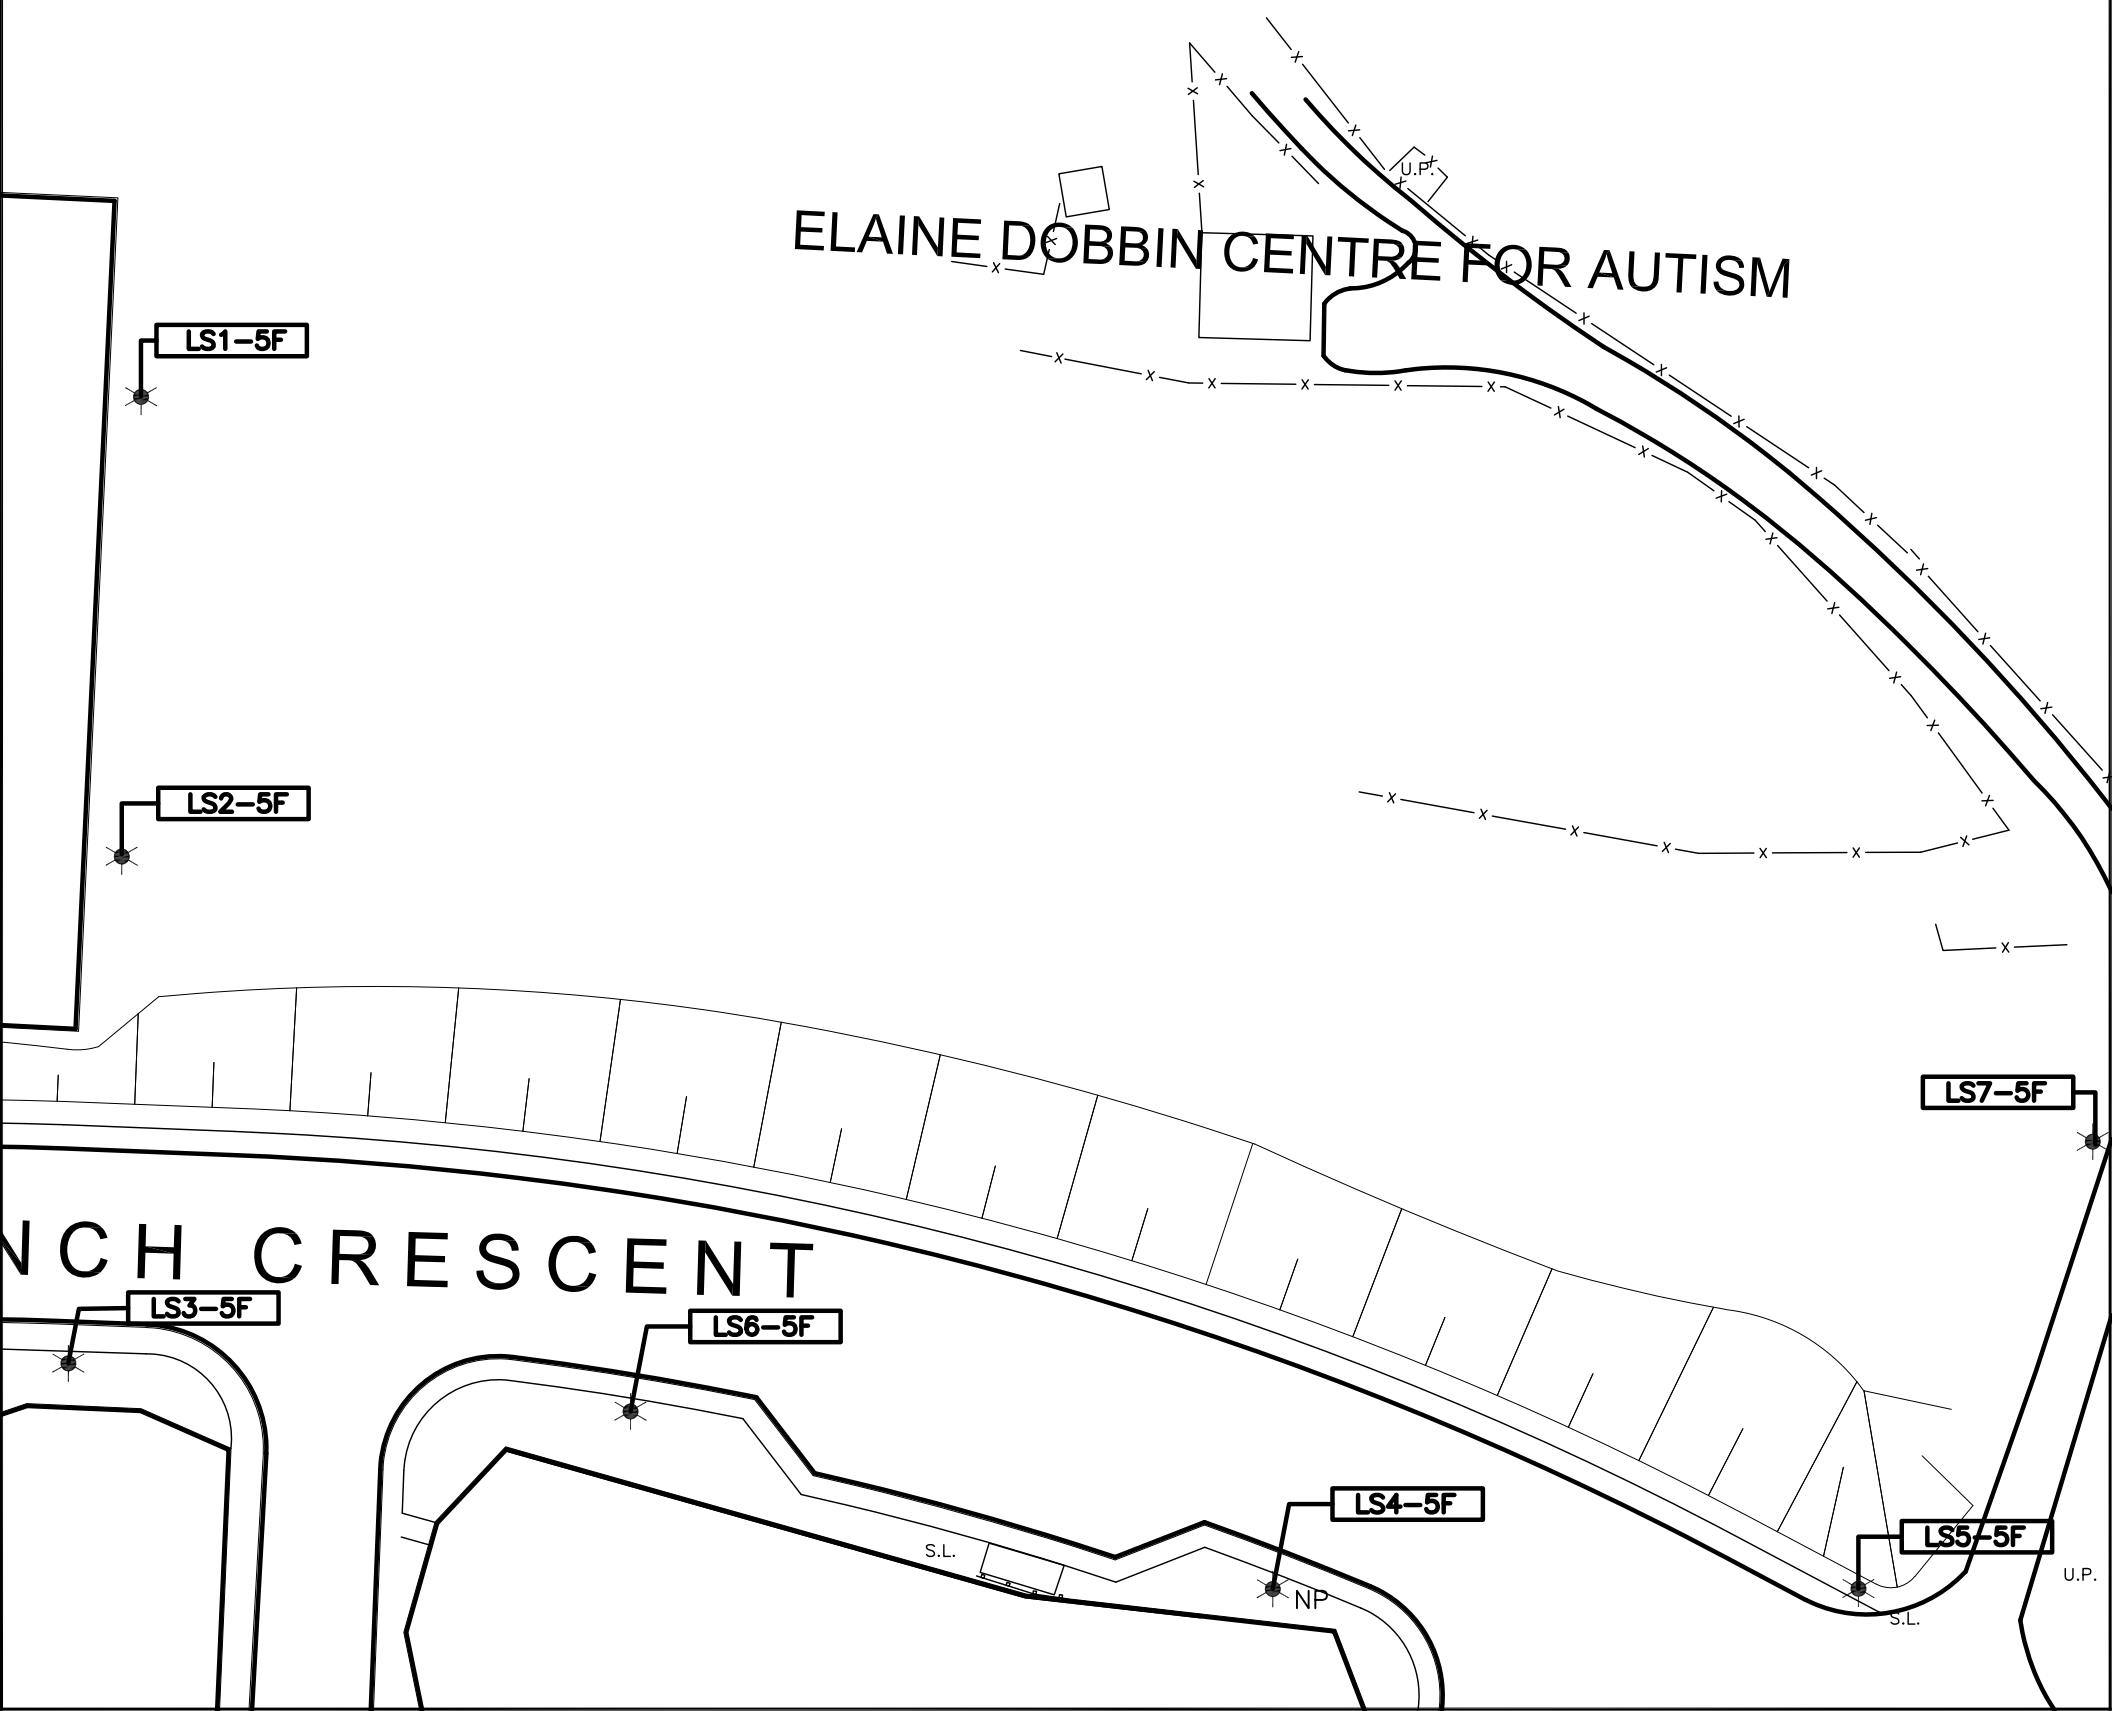 U.P.
ELAINE DOBBIN CENTRE FOR AUTISM
LS1-5F
LS2-5F
LS7-5F
NCH CRESCENT
LS3-5F
LS6-5F
LS4-5F
LS5-5F
S.L.
U.P.
NP
S.L.